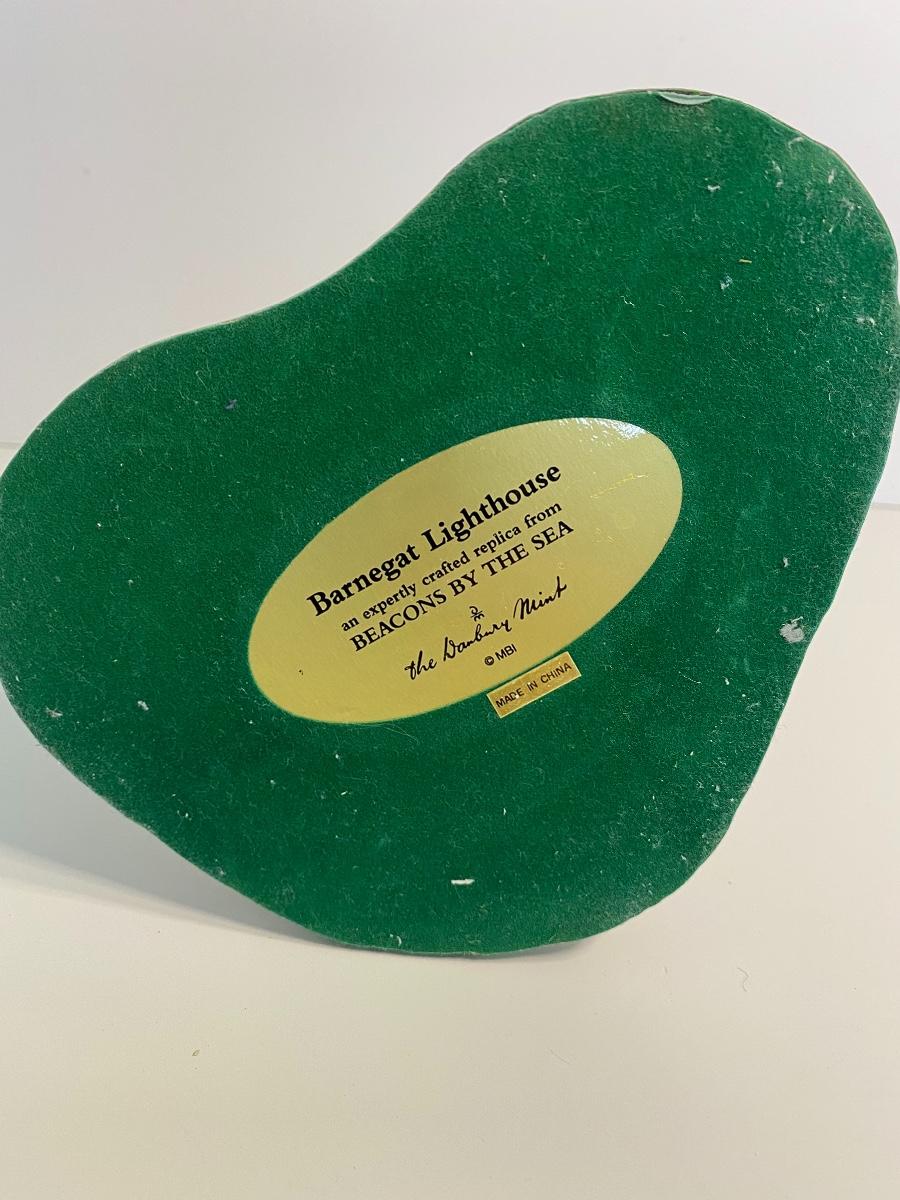 Barnegat Lighthouse
an expertly crafted replica from
BEACONS BY THE SEA
The Danbury Mint
© MBI
MADE IN CHINA